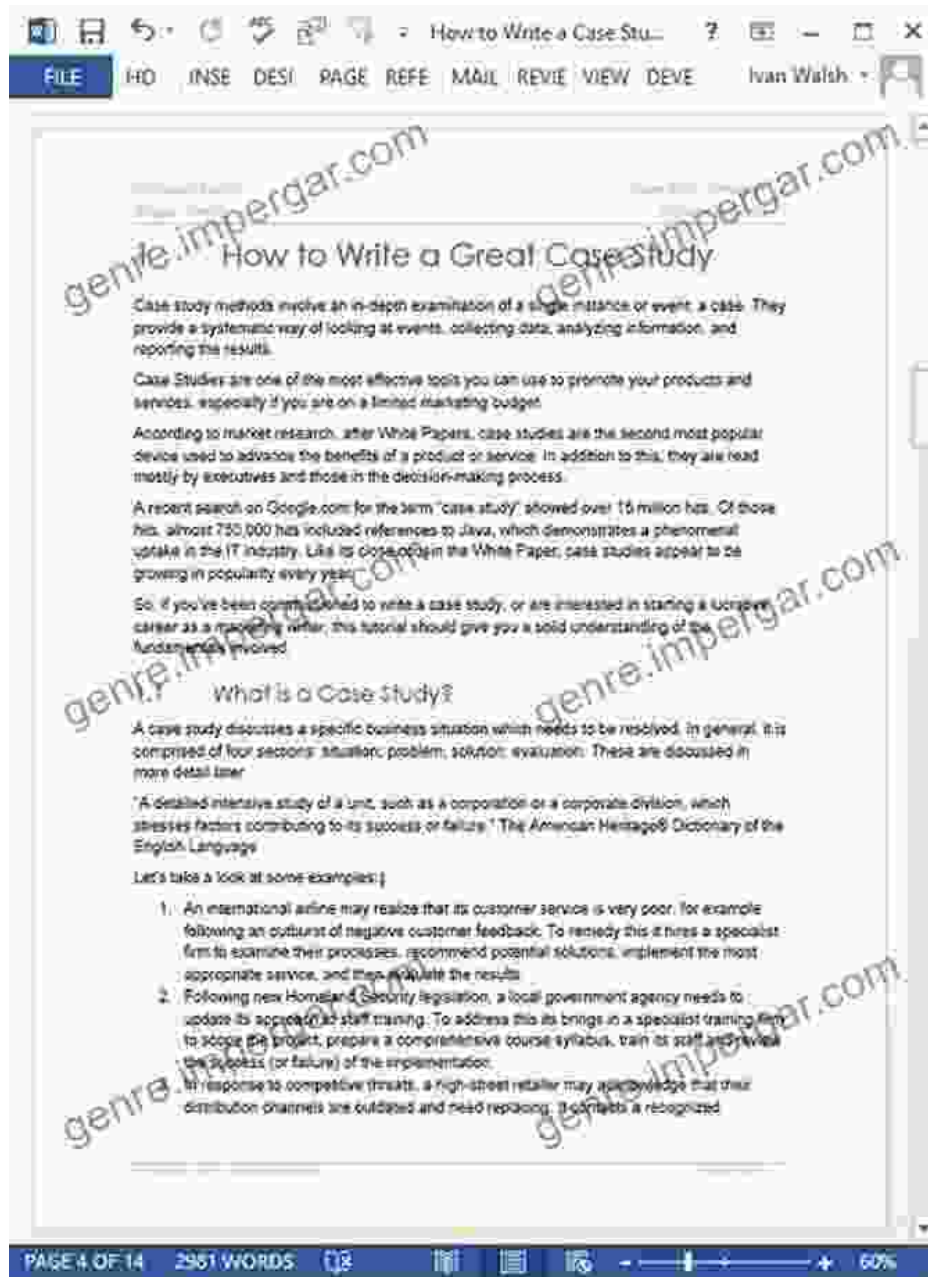 How to Write a Case Stu...
?
FILE HO INSE DESI PAGE REFE MAIL REVIE VIEW DEVE Ivan Walsh
genre.impergar.com
genre.impergar.com
1 How to Write a Great Case Study
Case study methods involve an in-depth examination of a single instance or event: a case. They
provide a systematic way of looking at events, collecting data, analyzing information, and
reporting the results.
Case Studies are one of the most effective tools you can use to promote your products and
services, especially if you are on a limited marketing budget.
According to market research, after White Papers, case studies are the second most popular
device used to advance the benefits of a product or service. In addition to this, they are read
mostly by executives and those in the decision-making process.
A recent search on Google.com for the term "case study" showed over 15 million hits. Of those
hits, almost 750,000 hits included references to Java, which demonstrates a phenomenal
uptake in the IT industry. Like its close cousin the White Paper, case studies appear to be
growing in popularity every year.
So, if you've been commissioned to write a case study, or are interested in starting a lucrative
career as a marketing writer, this tutorial should give you a solid understanding of the
fundamentals involved.
genre.impergar.com
genre.impergar.com
1.1 What is a Case Study?
A case study discusses a specific business situation which needs to be resolved. In general, it is
comprised of four sections: situation; problem; solution; evaluation. These are discussed in
more detail later.
"A detailed intensive study of a unit, such as a corporation or a corporate division, which
stresses factors contributing to its success or failure." The American Heritage® Dictionary of the
English Language
Let's take a look at some examples:
1. An international airline may realize that its customer service is very poor, for example
following an outburst of negative customer feedback. To remedy this it hires a specialist
firm to examine their processes, recommend potential solutions, implement the most
appropriate service, and then evaluate the results.
2. Following new Homeland Security legislation, a local government agency needs to
update its approach to staff training. To address this its brings in a specialist training firm
to scope the project, prepare a comprehensive course syllabus, train its staff and review
the success (or failure) of the implementation.
3. In response to competitive threats, a high-street retailer may acknowledge that their
distribution channels are outdated and need replacing. It contacts a recognized
genre.impergar.com
genre.impergar.com
PAGE 4 OF 14 2981 WORDS 60%